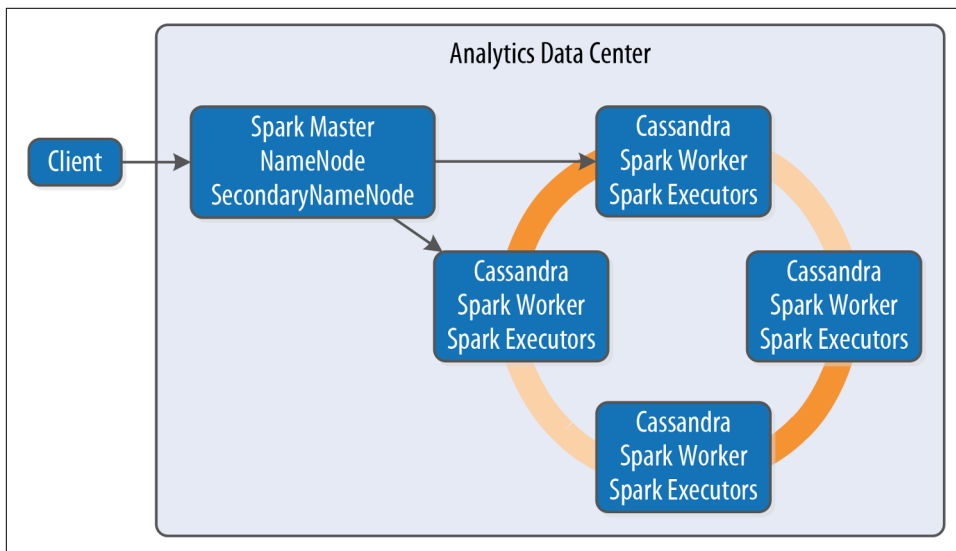 Analytics Data Center
Client
Spark Master
NameNode
SecondaryNameNode
Cassandra
Spark Worker
Spark Executors
Cassandra
Spark Worker
Spark Executors
Cassandra
Spark Worker
Spark Executors
Cassandra
Spark Worker
Spark Executors